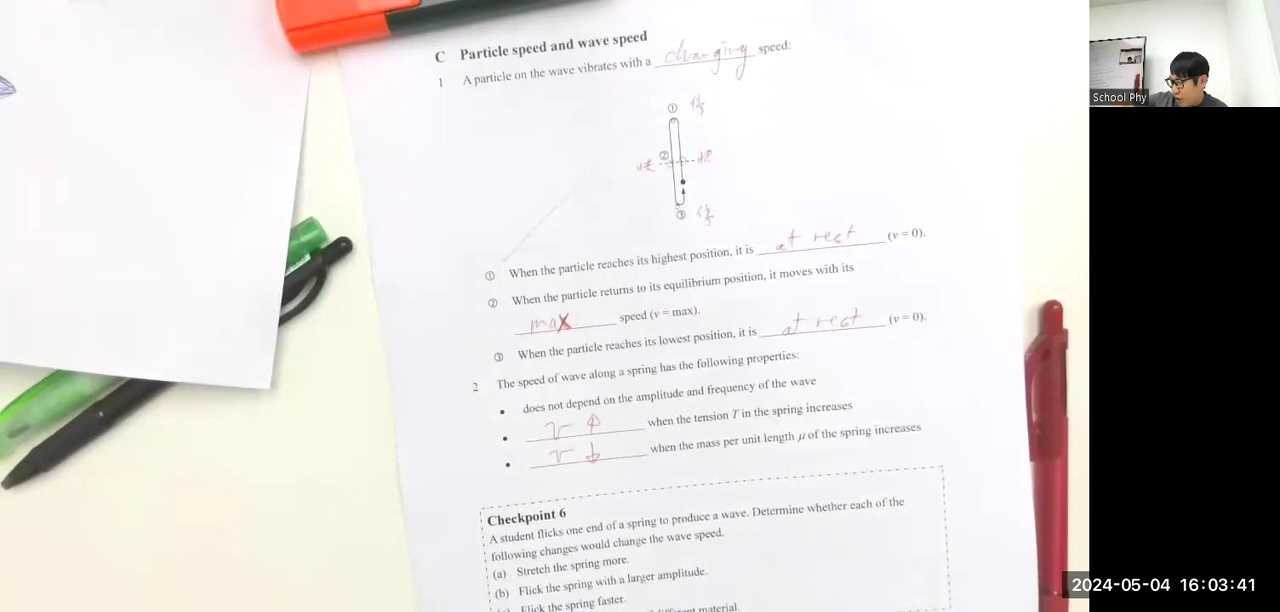 C Particle speed and wave speed
1 A particle on the wave vibrates with a changing speed:
①
②
③
① When the particle reaches its highest position, it is at rest (v = 0).
② When the particle returns to its equilibrium position, it moves with its
max speed (v = max).
③ When the particle reaches its lowest position, it is at rest (v = 0).
2 The speed of wave along a spring has the following properties:
• does not depend on the amplitude and frequency of the wave
• v ↑ when the tension T in the spring increases
• v ↓ when the mass per unit length μ of the spring increases
Checkpoint 6
A student flicks one end of a spring to produce a wave. Determine whether each of the
following changes would change the wave speed.
(a) Stretch the spring more.
(b) Flick the spring with a larger amplitude.
Flick the spring faster.
material.
School Phy
2024-05-04 16:03:41